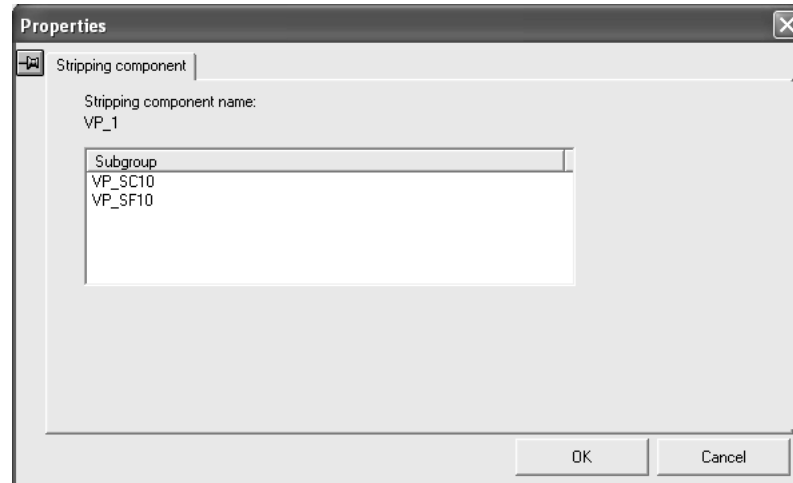 Properties
Stripping component
Stripping component name:
VP_1
Subgroup
VP_SC10
VP_SF10
OK
Cancel